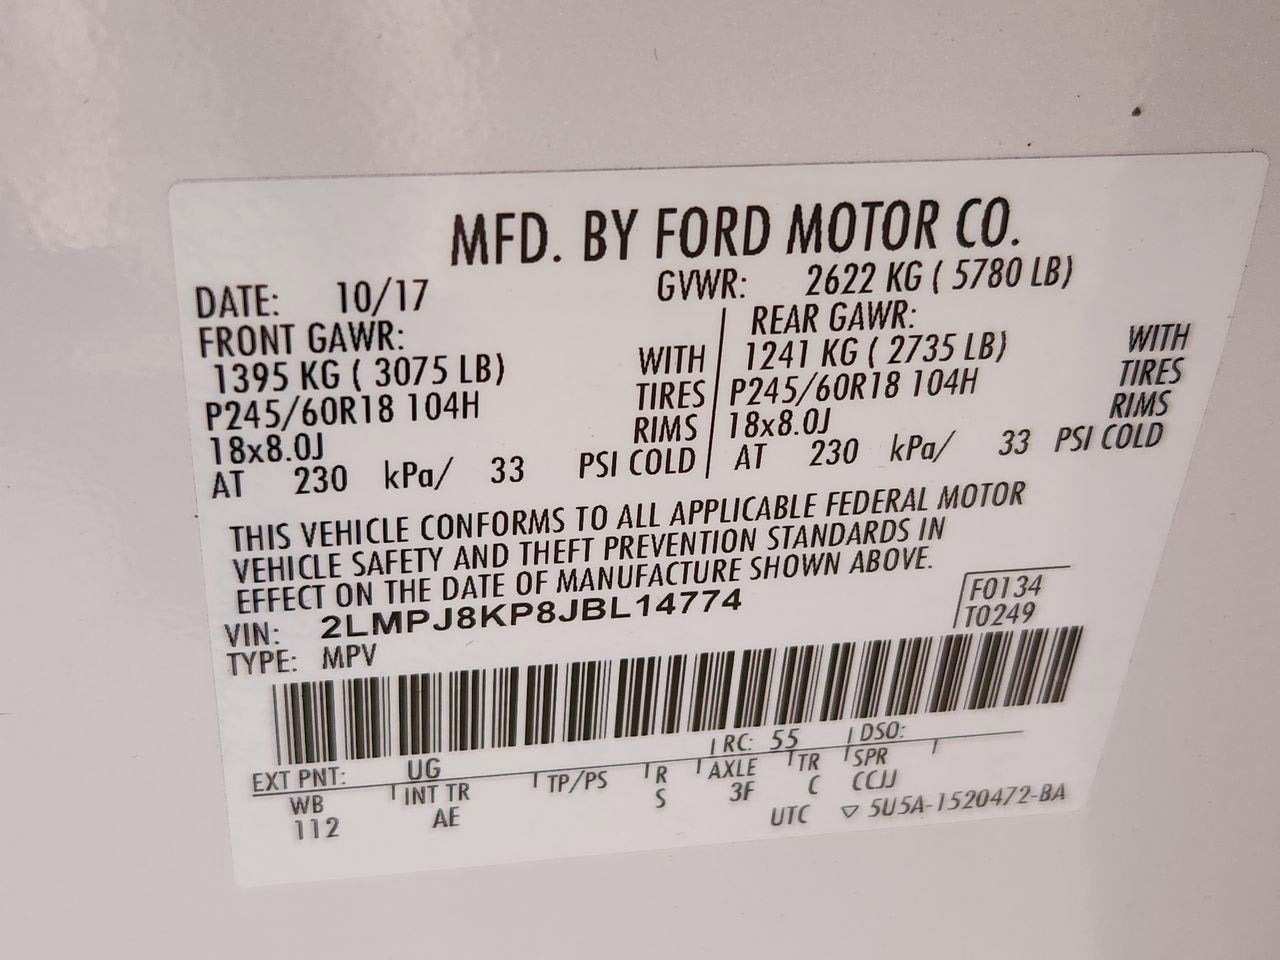 MFD. BY FORD MOTOR CO.
DATE: 10/17 GVWR: 2622 KG ( 5780 LB)
FRONT GAWR: REAR GAWR:
1395 KG ( 3075 LB) WITH 1241 KG ( 2735 LB) WITH
P245/60R18 104H TIRES P245/60R18 104H TIRES
18x8.0J RIMS 18x8.0J RIMS
AT 230 kPa/ 33 PSI COLD AT 230 kPa/ 33 PSI COLD
THIS VEHICLE CONFORMS TO ALL APPLICABLE FEDERAL MOTOR
VEHICLE SAFETY AND THEFT PREVENTION STANDARDS IN
EFFECT ON THE DATE OF MANUFACTURE SHOWN ABOVE.
VIN: 2LMPJ8KP8JBL14774 F0134
TYPE: MPV T0249
EXT PNT: UG RC: 55 DSO:
WB INT TR TP/PS R AXLE TR SPR
112 AE S 3F C CCJJ
UTC ▽ 5U5A-1520472-BA